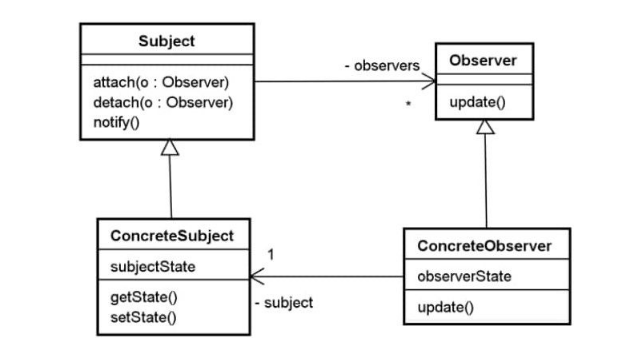 Subject
attach(o : Observer)
detach(o : Observer)
notify()
- observers
*
Observer
update()
ConcreteSubject
subjectState
getState()
setState()
1
- subject
ConcreteObserver
observerState
update()